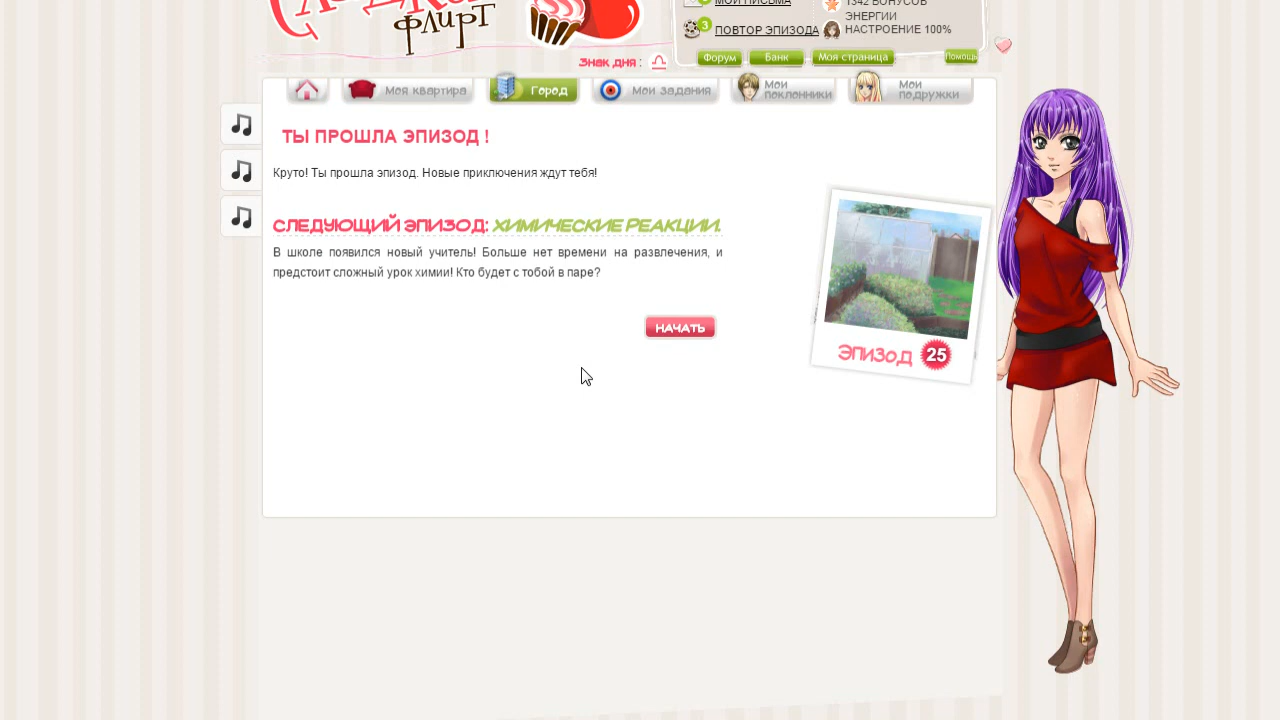 ФЛИРТ
МОИ ПИСЬМА
1342 БОНУСОВ
ЭНЕРГИИ
3
ПОВТОР ЭПИЗОДА
НАСТРОЕНИЕ 100%
Знак дня :
Форум
Банк
Моя страница
Помощь
Моя квартира
Город
Мои задания
Мои поклонники
Мои подружки
ТЫ ПРОШЛА ЭПИЗОД !
Круто! Ты прошла эпизод. Новые приключения ждут тебя!
СЛЕДУЮЩИЙ ЭПИЗОД: ХИМИЧЕСКИЕ РЕАКЦИИ.
В школе появился новый учитель! Больше нет времени на развлечения, и
предстоит сложный урок химии! Кто будет с тобой в паре?
НАЧАТЬ
ЭПИЗОД 25